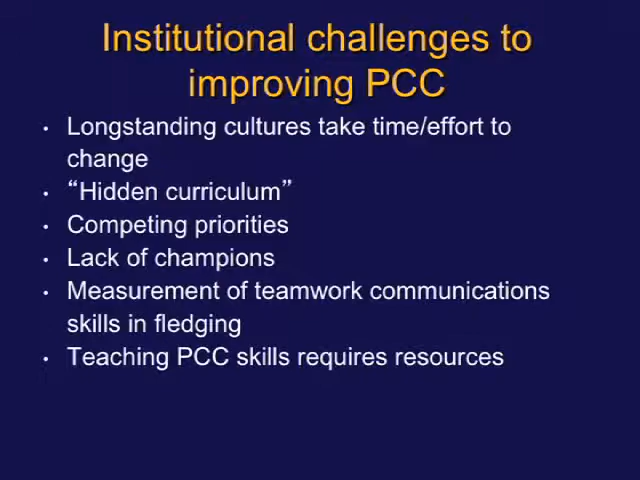 Institutional challenges to
improving PCC
• Longstanding cultures take time/effort to
change
• “Hidden curriculum”
• Competing priorities
• Lack of champions
• Measurement of teamwork communications
skills in fledging
• Teaching PCC skills requires resources